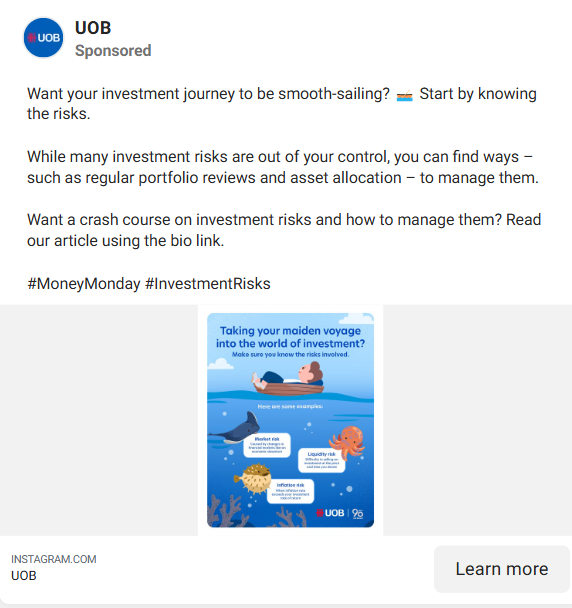 UOB
UOB
Sponsored
Want your investment journey to be smooth-sailing? 🚣 Start by knowing
the risks.
While many investment risks are out of your control, you can find ways –
such as regular portfolio reviews and asset allocation – to manage them.
Want a crash course on investment risks and how to manage them? Read
our article using the bio link.
#MoneyMonday #InvestmentRisks
Taking your maiden voyage
into the world of investment?
Make sure you know the risks involved.
Here are some examples:
Market risk
Liquidity risk
Inflation risk
UOB
INSTAGRAM.COM
UOB
Learn more